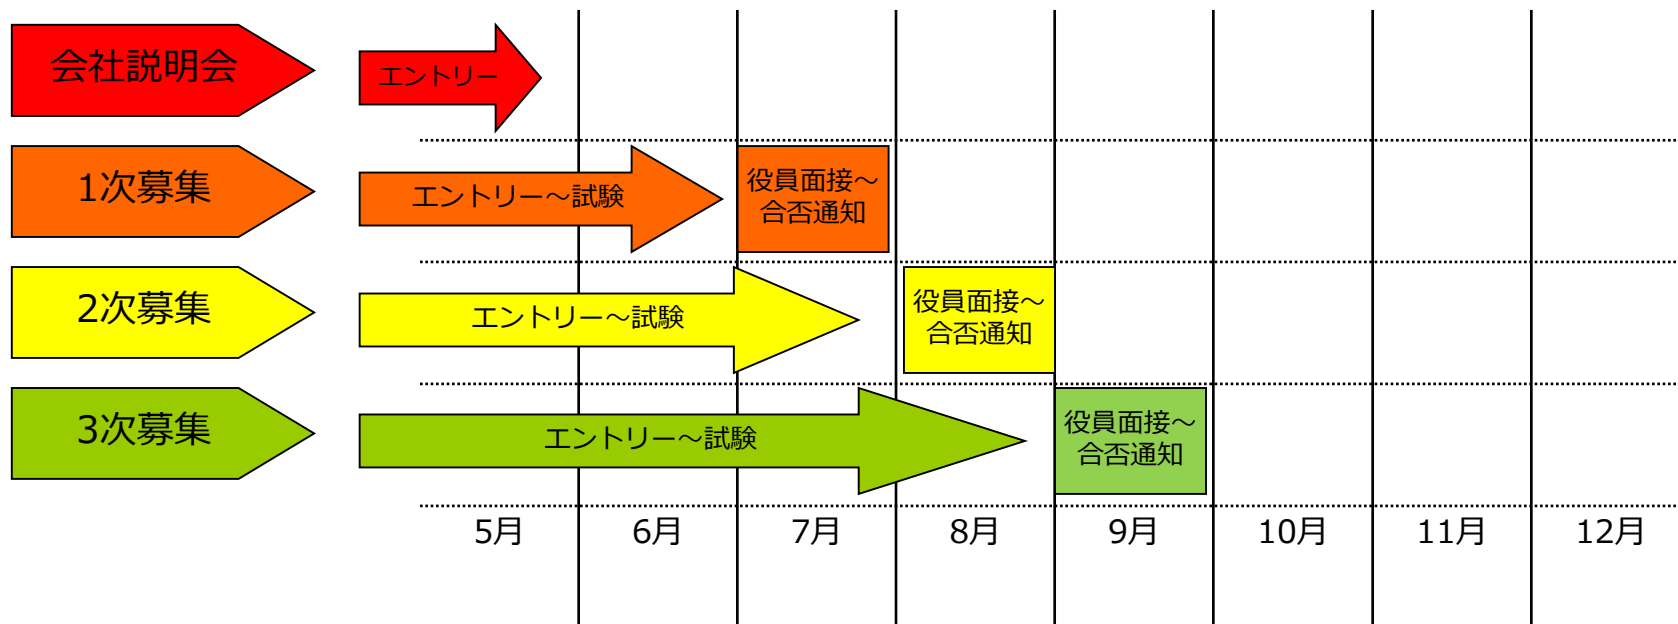 会社説明会
エントリー
1次募集
エントリー～試験
役員面接～
合否通知
2次募集
エントリー～試験
役員面接～
合否通知
3次募集
エントリー～試験
役員面接～
合否通知
5月 6月 7月 8月 9月 10月 11月 12月